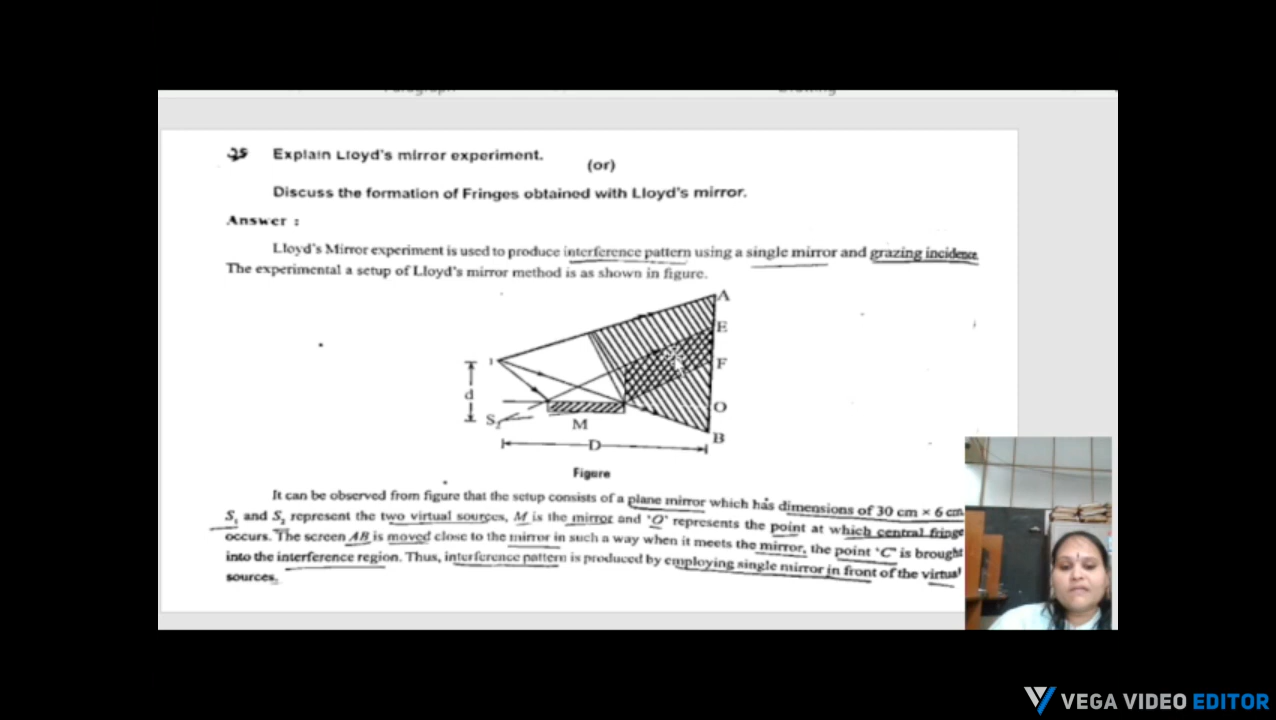 25 Explain Lloyd's mirror experiment.
(or)
Discuss the formation of Fringes obtained with Lloyd's mirror.
Answer :
Lloyd's Mirror experiment is used to produce interference pattern using a single mirror and grazing incidence
The experimental a setup of Lloyd's mirror method is as shown in figure.
A
E
F
d
O
S
M
B
D
Figure
It can be observed from figure that the setup consists of a plane mirror which has dimensions of 30 cm × 6 cm
S₁ and S₂ represent the two virtual sources, M is the mirror and 'O' represents the point at which central fringe
occurs. The screen AB is moved close to the mirror in such a way when it meets the mirror, the point 'C' is brought
into the interference region. Thus, interference pattern is produced by employing single mirror in front of the virtual
sources.
VEGA VIDEO EDITOR